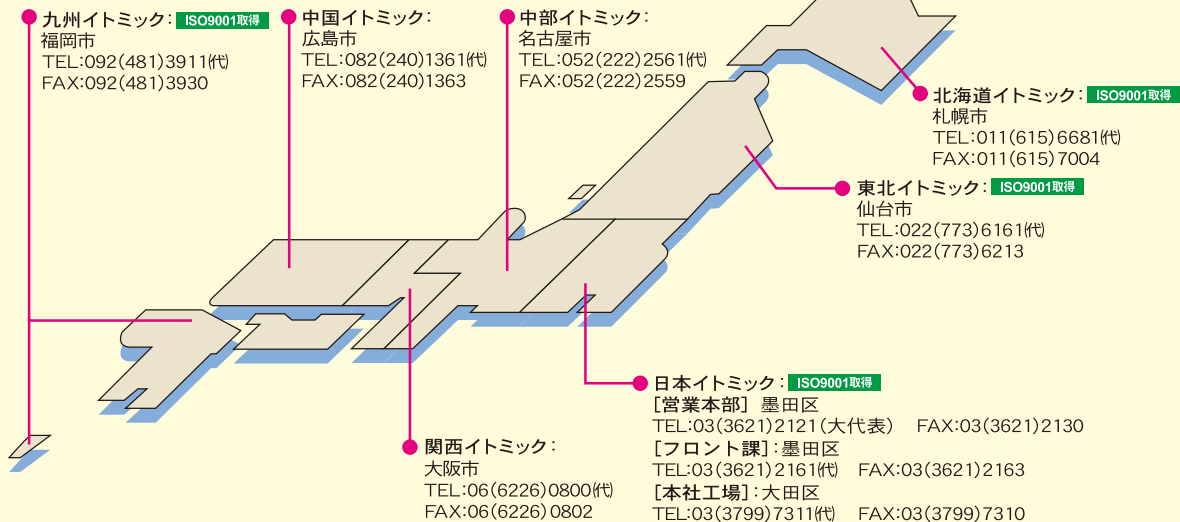 九州イトミック： ISO9001取得
福岡市
TEL：092(481)3911(代)
FAX：092(481)3930
中国イトミック：
広島市
TEL：082(240)1361(代)
FAX：082(240)1363
中部イトミック：
名古屋市
TEL：052(222)2561(代)
FAX：052(222)2559
北海道イトミック： ISO9001取得
札幌市
TEL：011(615)6681(代)
FAX：011(615)7004
東北イトミック： ISO9001取得
仙台市
TEL：022(773)6161(代)
FAX：022(773)6213
関西イトミック：
大阪市
TEL：06(6226)0800(代)
FAX：06(6226)0802
日本イトミック： ISO9001取得
［営業本部］ 墨田区
TEL：03(3621)2121(大代表) FAX：03(3621)2130
［フロント課］：墨田区
TEL：03(3621)2161(代) FAX：03(3621)2163
［本社工場］：大田区
TEL：03(3799)7311(代) FAX：03(3799)7310